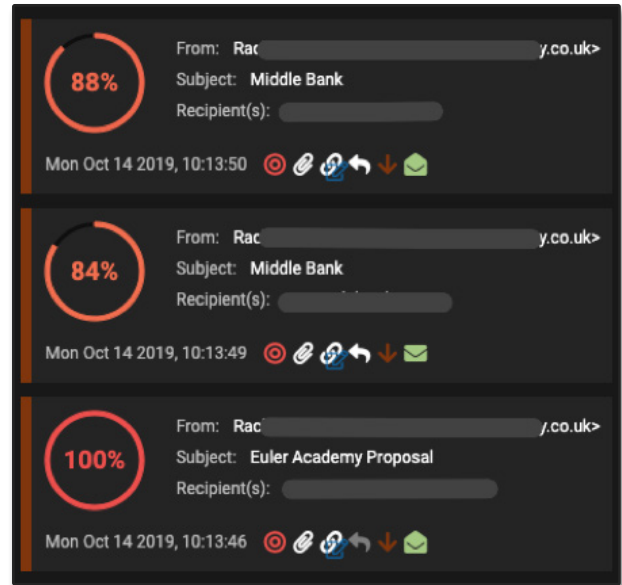 88%
From: Rac y.co.uk>
Subject: Middle Bank
Recipient(s):
Mon Oct 14 2019, 10:13:50
84%
From: Rac y.co.uk>
Subject: Middle Bank
Recipient(s):
Mon Oct 14 2019, 10:13:49
100%
From: Rac y.co.uk>
Subject: Euler Academy Proposal
Recipient(s):
Mon Oct 14 2019, 10:13:46